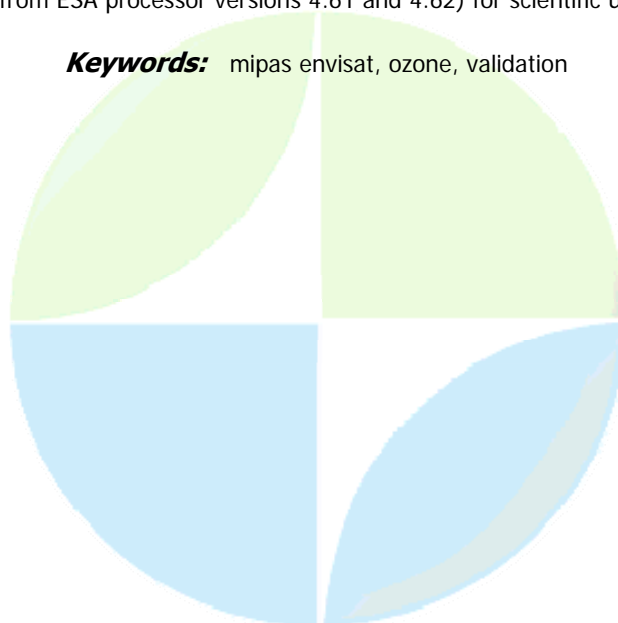 from ESA processor versions 4.61 and 4.62) for scientific u
Keywords: mipas envisat, ozone, validation